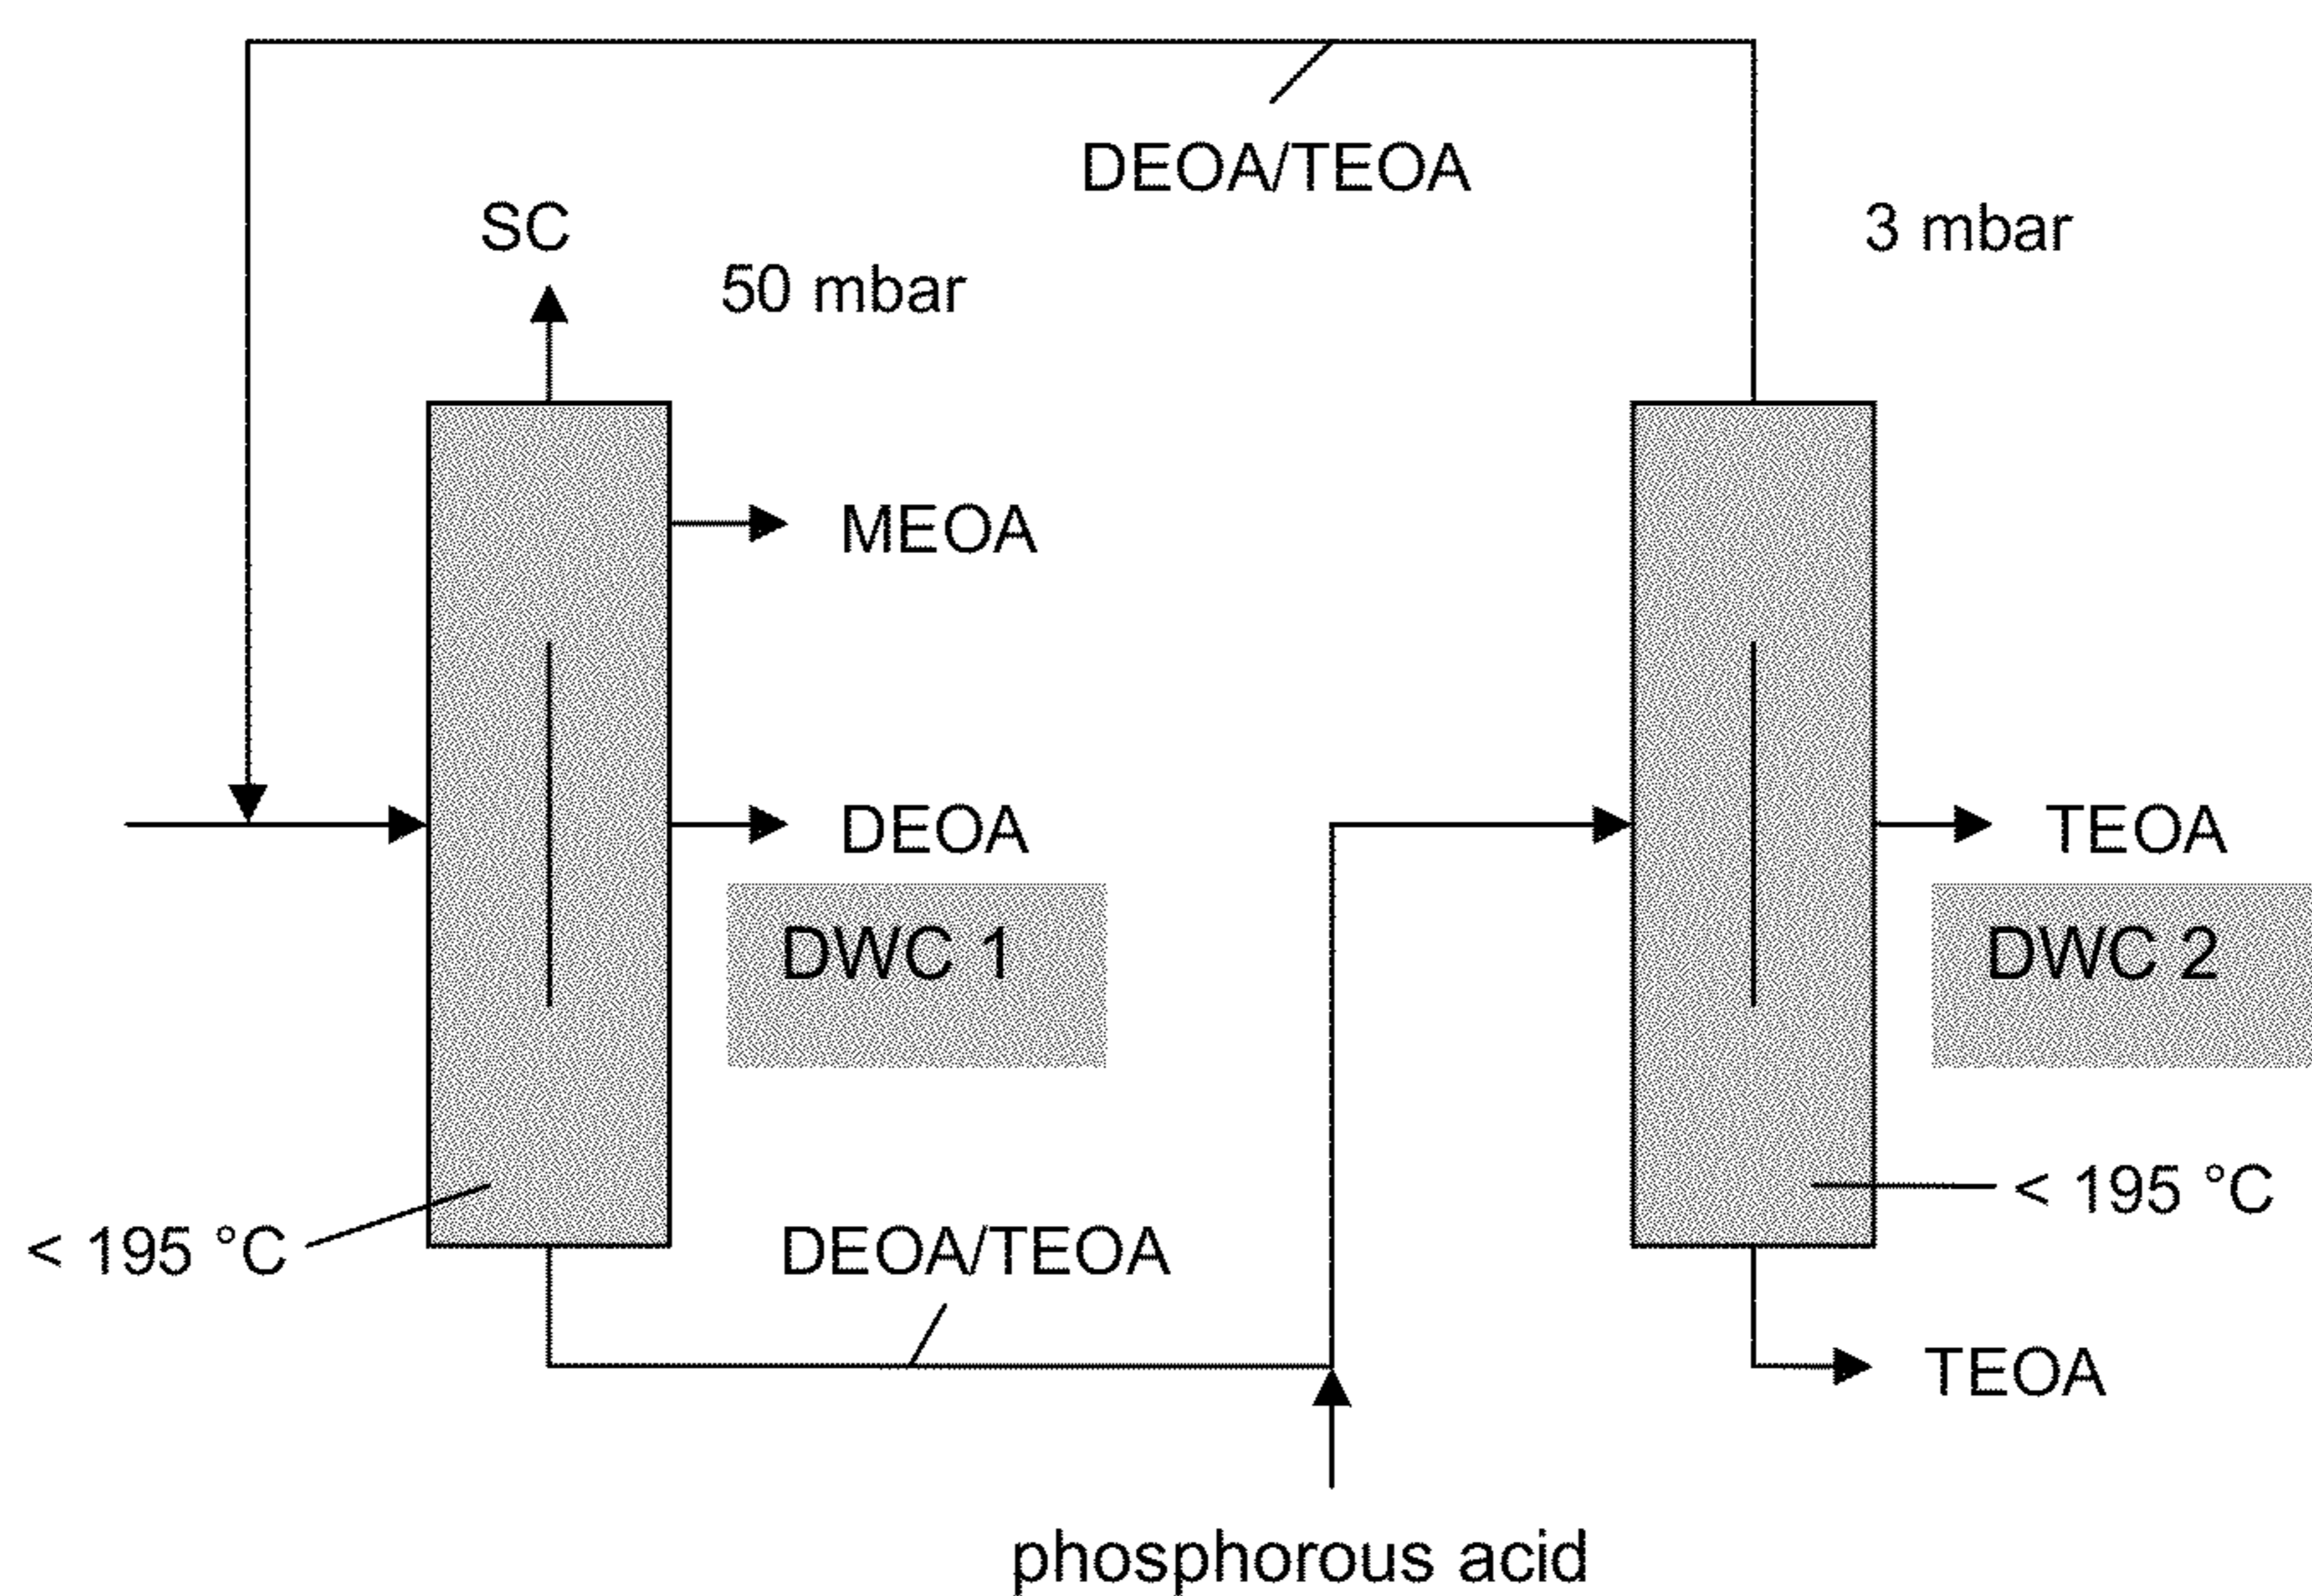 DEOA/TEOA
SC
3 mbar
50 mbar
MEOA
DEOA
TEOA
DWC 1
DWC 2
< 195 °C
< 195 °C
DEOA/TEOA
TEOA
phosphorous acid